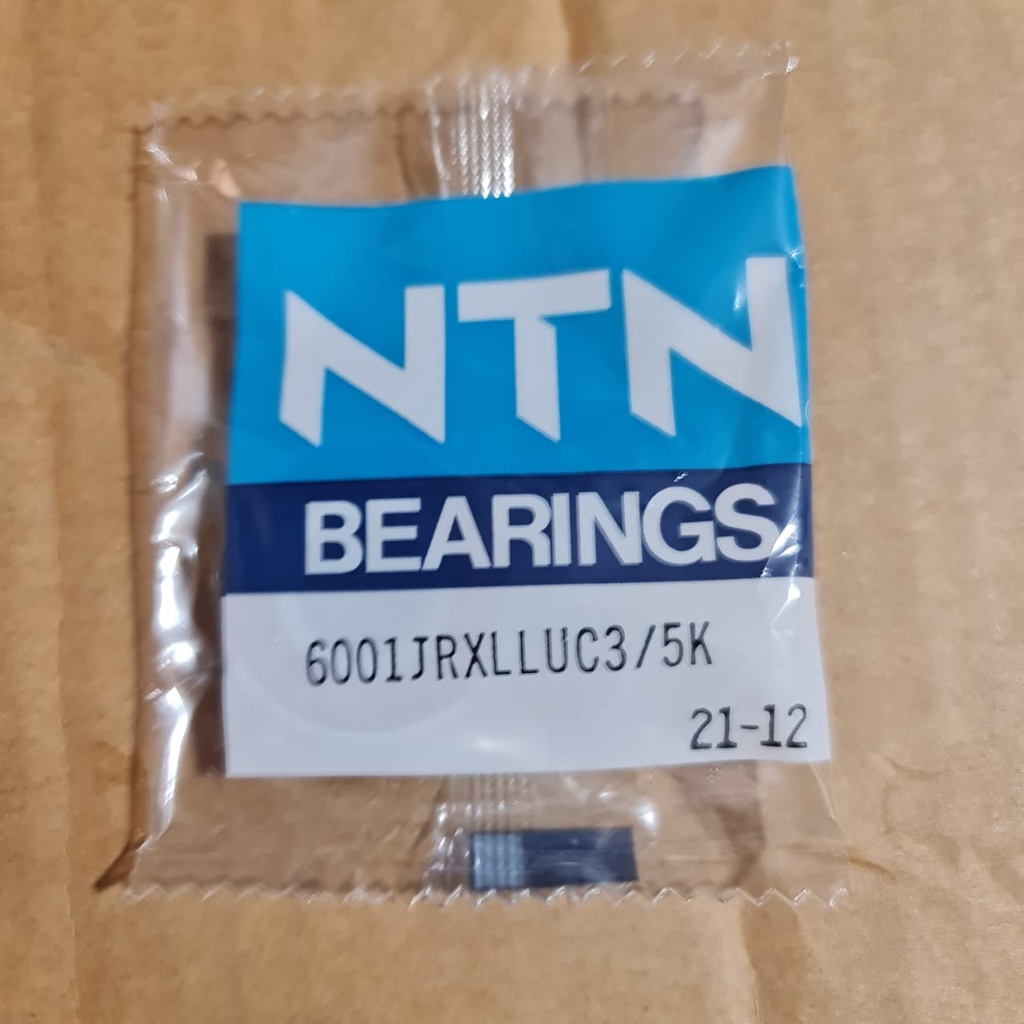 NTN
BEARINGS
6001JRXLLUC3/5K
21-12